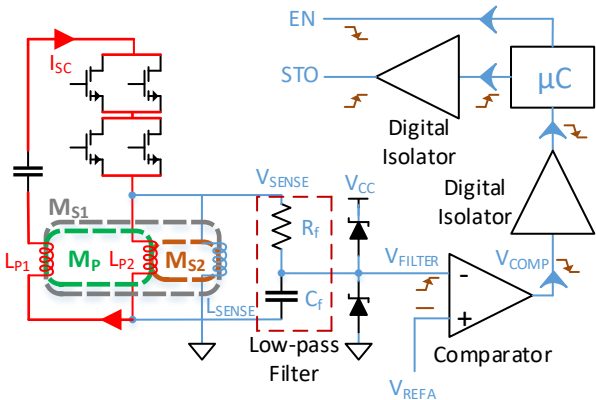 EN
I_SC
STO
μC
Digital
Isolator
Digital
Isolator
V_SENSE
V_CC
M_S1
R_f
L_P1
M_P
L_P2
M_S2
V_FILTER
V_COMP
-
+
L_SENSE
C_f
Low-pass
Filter
Comparator
V_REFA